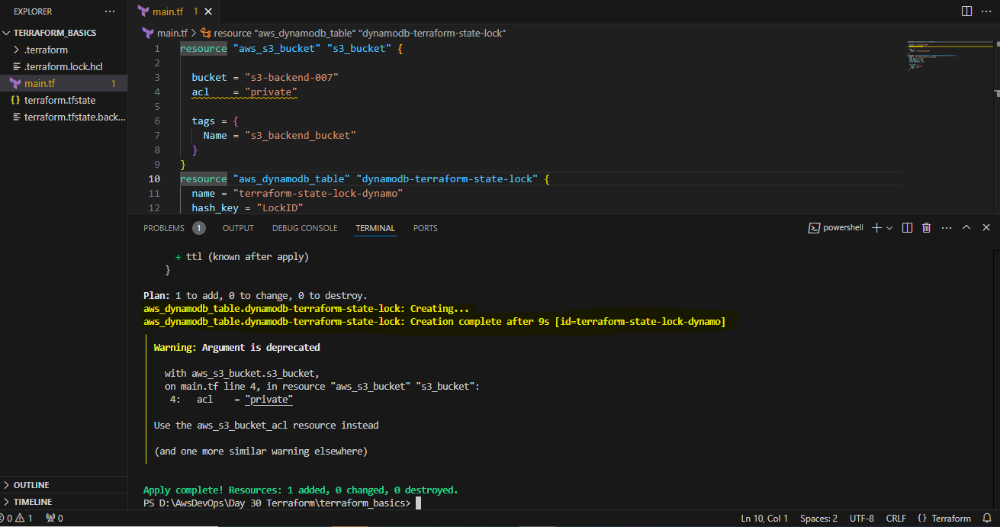 EXPLORER ···
TERRAFORM_BASICS
.terraform
.terraform.lock.hcl
main.tf 1
{} terraform.tfstate
terraform.tfstate.back...
OUTLINE
TIMELINE
main.tf 1 ×
···
main.tf > resource "aws_dynamodb_table" "dynamodb-terraform-state-lock"
1 resource "aws_s3_bucket" "s3_bucket" {
2
3 bucket = "s3-backend-007"
4 acl    = "private"
5
6 tags = {
7 Name = "s3_backend_bucket"
8 }
9 }
10 resource "aws_dynamodb_table" "dynamodb-terraform-state-lock" {
11 name = "terraform-state-lock-dynamo"
12 hash_key = "LockID"
PROBLEMS 1 OUTPUT DEBUG CONSOLE TERMINAL PORTS powershell ···
+ ttl (known after apply)
}
Plan: 1 to add, 0 to change, 0 to destroy.
aws_dynamodb_table.dynamodb-terraform-state-lock: Creating...
aws_dynamodb_table.dynamodb-terraform-state-lock: Creation complete after 9s [id=terraform-state-lock-dynamo]
Warning: Argument is deprecated
with aws_s3_bucket.s3_bucket,
on main.tf line 4, in resource "aws_s3_bucket" "s3_bucket":
4:   acl    = "private"
Use the aws_s3_bucket_acl resource instead
(and one more similar warning elsewhere)
Apply complete! Resources: 1 added, 0 changed, 0 destroyed.
PS D:\AwsDevOps\Day 30 Terraform\terraform_basics>
0 1 0 Ln 10, Col 1 Spaces: 2 UTF-8 CRLF {} Terraform